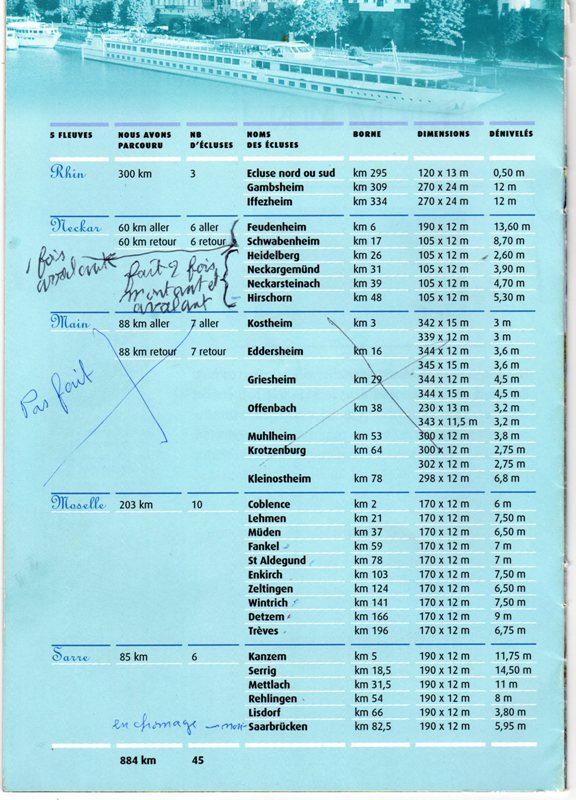 5 FLEUVES NOUS AVONS PARCOURU NB D'ÉCLUSES NOMS DES ÉCLUSES BORNE DIMENSIONS DÉNIVELÉS
Rhin 300 km 3 Ecluse nord ou sud km 295 120 x 13 m 0,50 m
Gambsheim km 309 270 x 24 m 12 m
Iffezheim km 334 270 x 24 m 12 m
Neckar 60 km aller 6 aller Feudenheim km 6 190 x 12 m 13,60 m
60 km retour 6 retour Schwabenheim km 17 105 x 12 m 8,70 m
Heidelberg km 26 105 x 12 m 2,60 m
Neckargemünd km 31 105 x 12 m 3,90 m
Neckarsteinach km 39 105 x 12 m 4,70 m
Hirschorn km 48 105 x 12 m 5,30 m
1 fois
avalant
fait 2 fois
montant et
avalant
Main 88 km aller 7 aller Kostheim km 3 342 x 15 m 3 m
339 x 12 m 3 m
88 km retour 7 retour Eddersheim km 16 344 x 12 m 3,6 m
345 x 15 m 3,6 m
Griesheim km 29 344 x 12 m 4,5 m
344 x 15 m 4,5 m
Offenbach km 38 230 x 13 m 3,2 m
343 x 11,5 m 3,2 m
Muhlheim km 53 300 x 12 m 3,8 m
Krotzenburg km 64 300 x 12 m 2,75 m
302 x 12 m 2,75 m
Kleinostheim km 78 298 x 12 m 6,8 m
Pas fait
Moselle 203 km 10 Coblence km 2 170 x 12 m 6 m
Lehmen km 21 170 x 12 m 7,50 m
Müden km 37 170 x 12 m 6,50 m
Fankel km 59 170 x 12 m 7 m
St Aldegund km 78 170 x 12 m 7 m
Enkirch km 103 170 x 12 m 7,50 m
Zeltingen km 124 170 x 12 m 6,50 m
Wintrich km 141 170 x 12 m 7,50 m
Detzem km 166 170 x 12 m 9 m
Trèves km 196 170 x 12 m 6,75 m
Sarre 85 km 6 Kanzem km 5 190 x 12 m 11,75 m
Serrig km 18,5 190 x 12 m 14,50 m
Mettlach km 31,5 190 x 12 m 11 m
Rehlingen km 54 190 x 12 m 8 m
Lisdorf km 66 190 x 12 m 3,80 m
en chomage non Saarbrücken km 82,5 190 x 12 m 5,95 m
884 km 45